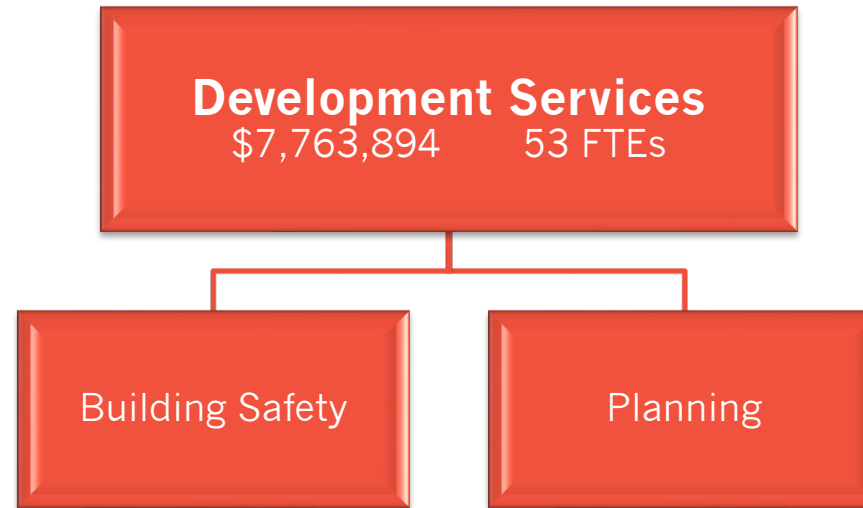 Development Services
$7,763,894 53 FTEs
Building Safety
Planning